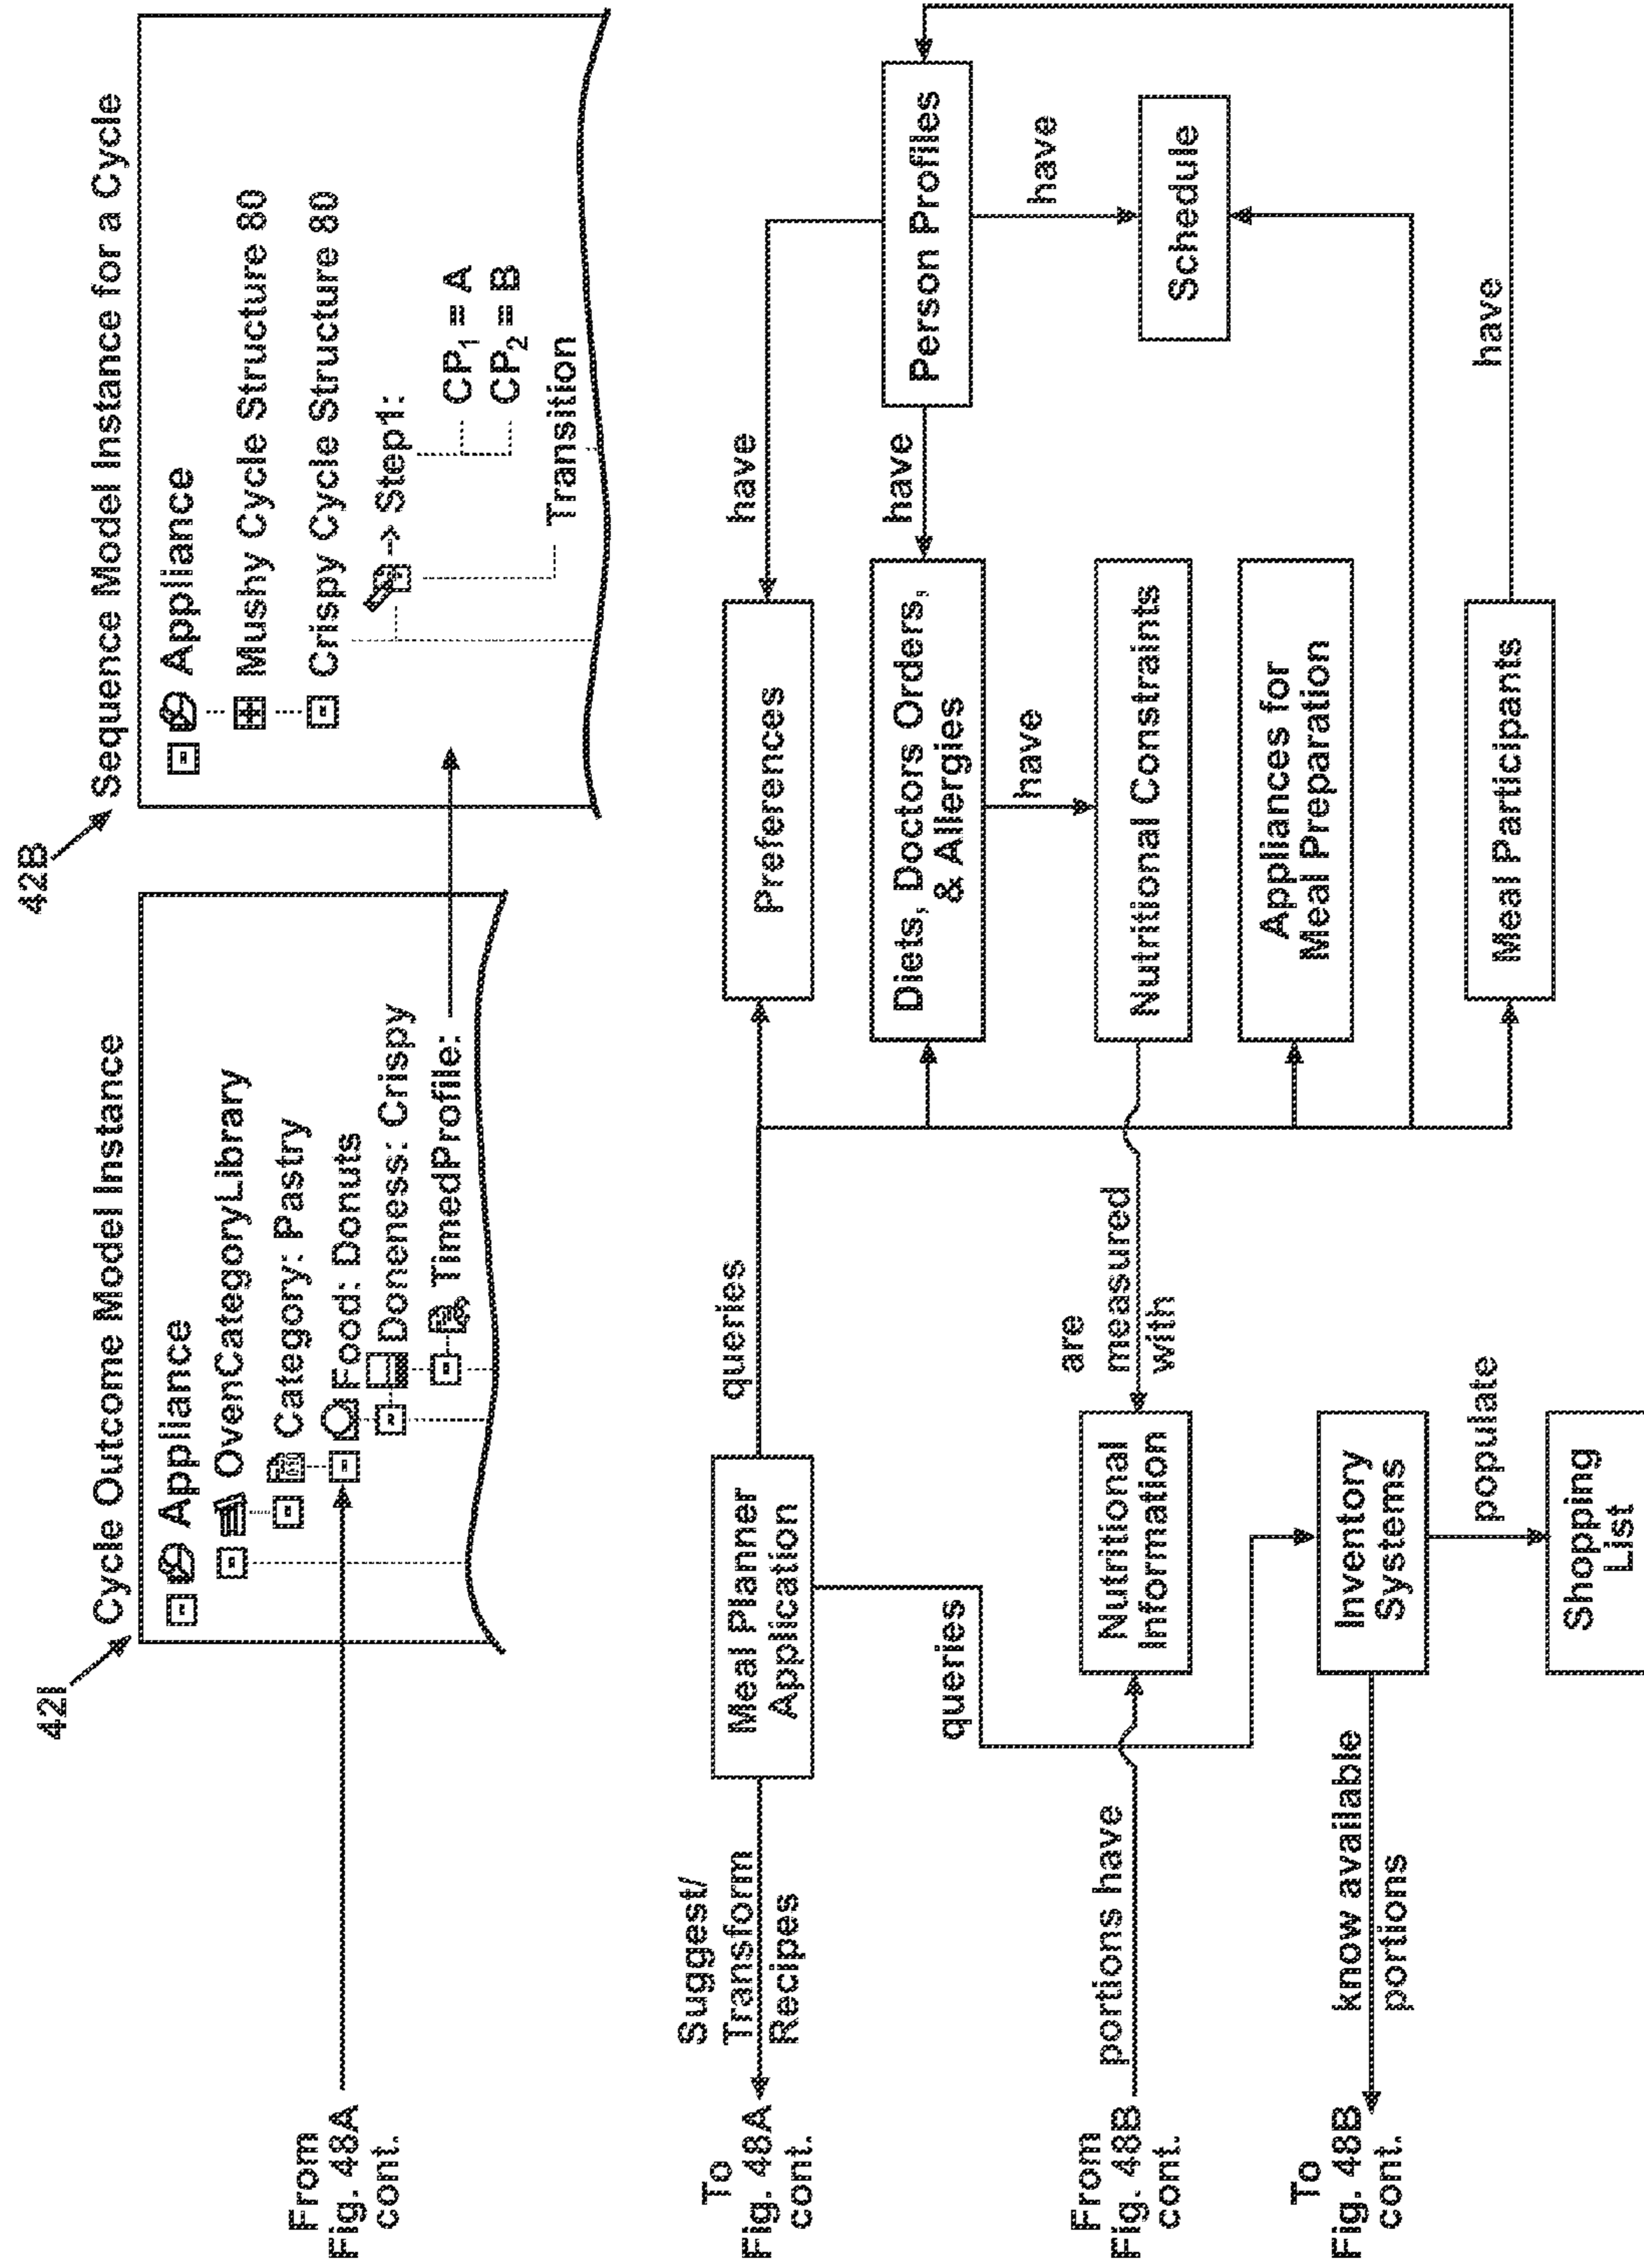 42I
Cycle Outcome Model Instance
Appliance
OvenCategoryLibrary
Category: Pastry
Food: Donuts
Doneness: Crispy
TimedProfile:
From
Fig. 48A
cont.
42B
Sequence Model Instance for a Cycle
Appliance
Mushy Cycle Structure 80
Crispy Cycle Structure 80
-> Step1:
CP1 = A
CP2 = B
Transition
To
Fig. 48A
cont.
Suggest/
Transform
Recipes
Meal Planner
Application
queries
queries
Preferences
have
Person Profiles
have
Diets, Doctors Orders,
& Allergies
have
Schedule
have
Nutritional Constraints
are
measured
with
Nutritional
Information
portions have
From
Fig. 48B
cont.
Appliances for
Meal Preparation
Meal Participants
have
Inventory
Systems
know available
portions
To
Fig. 48B
cont.
populate
Shopping
List